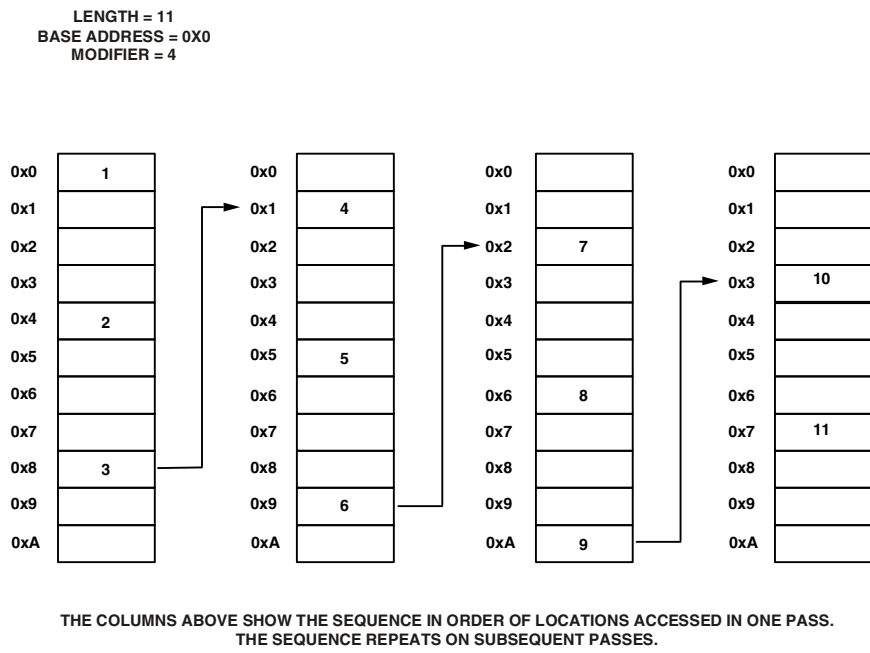 LENGTH = 11
BASE ADDRESS = 0X0
MODIFIER = 4
0x0 1 0x0 0x0 0x0
0x1 0x1 4 0x1 0x1
0x2 0x2 0x2 7 0x2
0x3 0x3 0x3 0x3 10
0x4 2 0x4 0x4 0x4
0x5 0x5 5 0x5 0x5
0x6 0x6 0x6 8 0x6
0x7 0x7 0x7 0x7 11
0x8 3 0x8 0x8 0x8
0x9 0x9 6 0x9 0x9
0xA 0xA 0xA 9 0xA
THE COLUMNS ABOVE SHOW THE SEQUENCE IN ORDER OF LOCATIONS ACCESSED IN ONE PASS.
THE SEQUENCE REPEATS ON SUBSEQUENT PASSES.